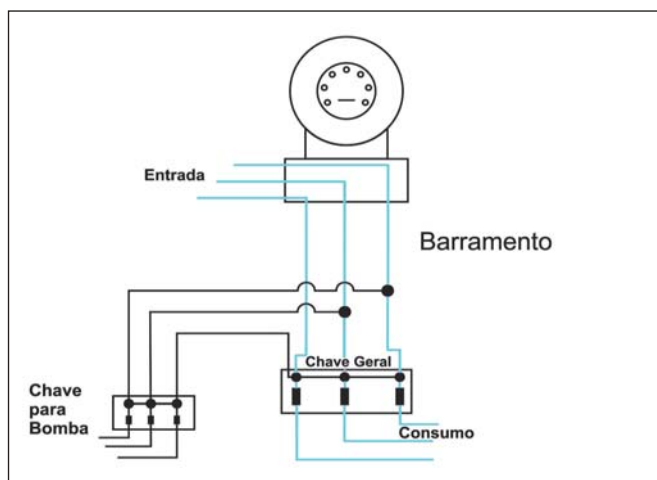 Entrada
Barramento
Chave Geral
Chave
para
Bomba
Consumo